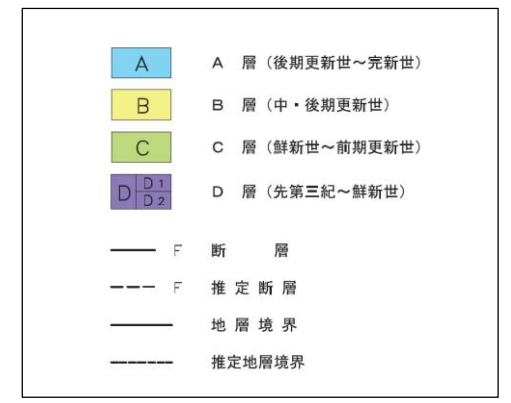 A A 層（後期更新世～完新世）
B B 層（中・後期更新世）
C C 層（鮮新世～前期更新世）
D D1 D2 D 層（先第三紀～鮮新世）
F 断 層
F 推定断層
地層境界
推定地層境界